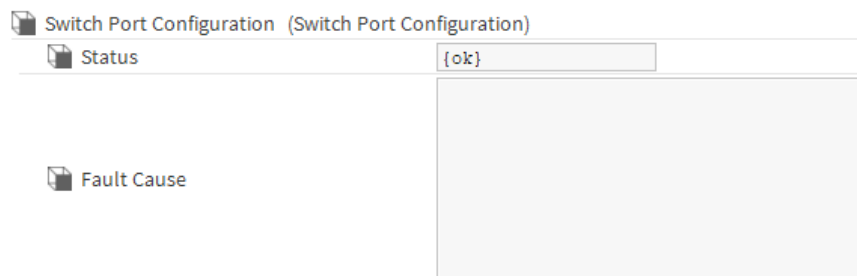 Switch Port Configuration (Switch Port Configuration)
Status {ok}
Fault Cause